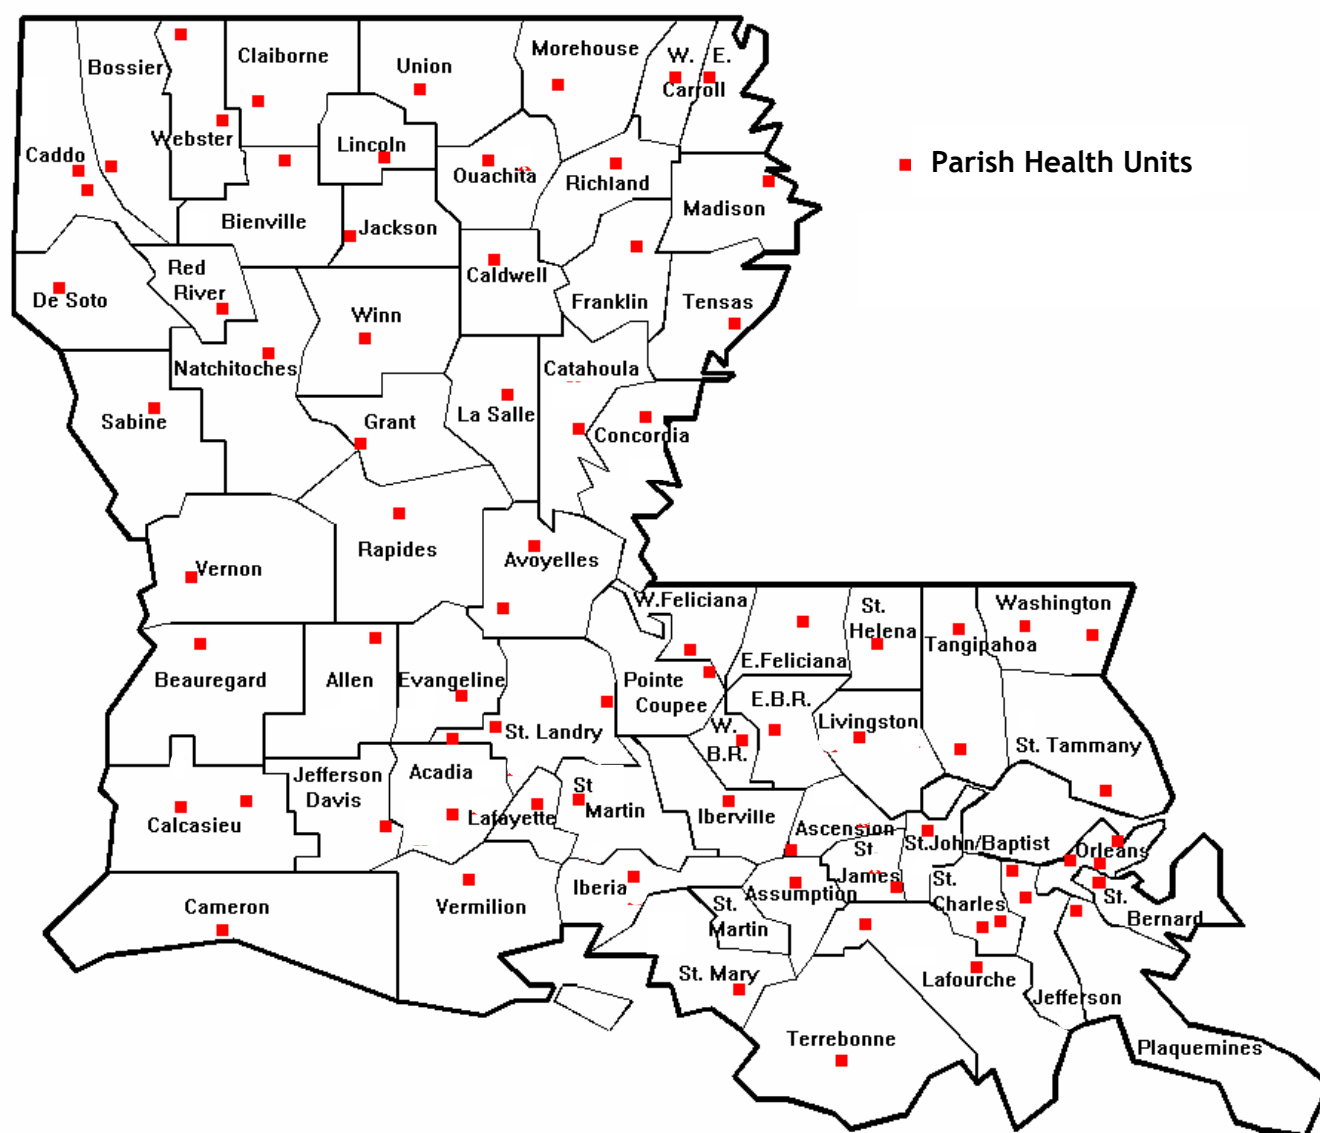 Morehouse
W. E.
Claiborne
Bossier
Union
Carroll
Parish Health Units
Webster
Lincoln
Caddo
Ouachita
Richland
Madison
Bienville
Jackson
Red
River
Caldwell
De Soto
Franklin
Tensas
Winn
Natchitoches
Catahoula
Sabine
Grant
La Salle
Concordia
Rapides
Avoyelles
Vernon
W.Feliciana
St.
Helena
Washington
Tangipahoa
E.Feliciana
Beauregard
Allen
Evangeline
Pointe
Coupee
E.B.R.
W.
B.R.
Livingston
St. Landry
St. Tammany
Jefferson
Davis
Acadia
St
Martin
Lafayette
Iberville
Calcasieu
Ascension
St.John/Baptist
Orleans
St.
James
Iberia
Assumption
St.
Charles
St.
Bernard
Cameron
Vermilion
St.
Martin
St. Mary
Lafourche
Jefferson
Terrebonne
Plaquemines